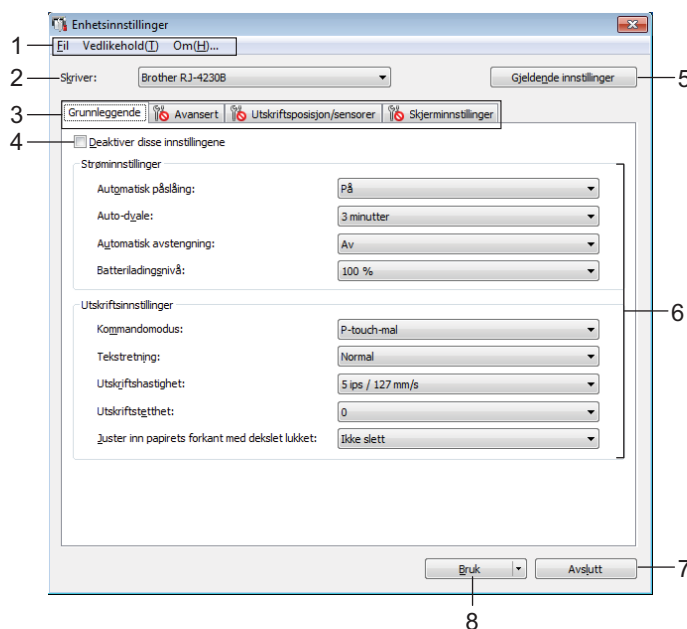 Enhetsinnstillinger
1 Fil Vedlikehold(T) Om(H)...
2 Skriver: Brother RJ-4230B Gjeldende innstillinger 5
3 Grunnleggende Avansert Utskriftsposisjon/sensorer Skjerminnstillinger
4 Deaktiver disse innstillingene
Strøminnstillinger
Automatisk påslåing: På
Auto-dvale: 3 minutter
Automatisk avstengning: Av
Batteriladingsnivå: 100 %
Utskriftsinnstillinger
6
Kommandomodus: P-touch-mal
Tekstretning: Normal
Utskriftshastighet: 5 ips / 127 mm/s
Utskriftstetthet: 0
Juster inn papirets forkant med dekslet lukket: Ikke slett
Bruk Avslutt 7
8